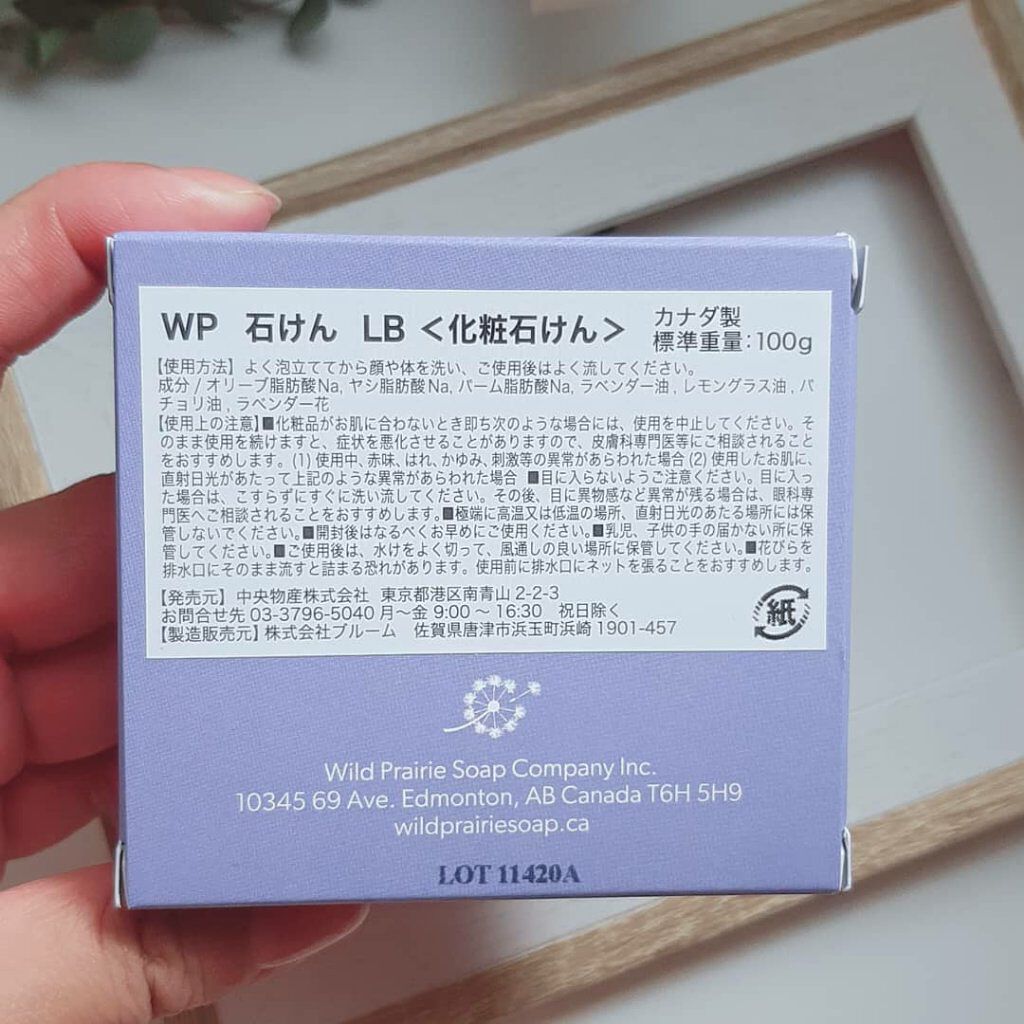 WP 石けん LB <化粧石けん>
カナダ製
標準重量:100g
【使用方法】よく泡立ててから顔や体を洗い、ご使用後はよく流してください。
成分/オリーブ脂肪酸Na, ヤシ脂肪酸Na, パーム脂肪酸Na, ラベンダー油, レモングラス油, パ
チョリ油, ラベンダー花
【使用上の注意】■化粧品がお肌に合わないとき即ち次のような場合には、使用を中止してください。そ
のまま使用を続けますと、症状を悪化させることがありますので、皮膚科専門医等にご相談されること
をおすすめします。(1) 使用中、赤味、はれ、かゆみ、刺激等の異常があらわれた場合 (2) 使用したお肌に、
直射日光があたって上記のような異常があらわれた場合 ■目に入らないようご注意ください。目に入っ
た場合は、こすらずにすぐに洗い流してください。その後、目に異物感など異常が残る場合は、眼科専
門医へご相談されることをおすすめします。■極端に高温又は低温の場所、直射日光のあたる場所には保
管しないでください。■開封後はなるべくお早めにご使用ください。■乳児、子供の手の届かない所に保
管してください。■ご使用後は、水けをよく切って、風通しの良い場所に保管してください。■花びらを
排水口にそのまま流すと詰まる恐れがあります。使用前に排水口にネットを張ることをおすすめします。
【発売元】中央物産株式会社 東京都港区南青山 2-2-3
お問合せ先 03-3796-5040 月~金 9:00 ~ 16:30 祝日除く
【製造販売元】株式会社ブルーム 佐賀県唐津市浜玉町浜崎 1901-457
紙
Wild Prairie Soap Company Inc.
10345 69 Ave. Edmonton, AB Canada T6H 5H9
wildprairiesoap.ca
LOT 11420A